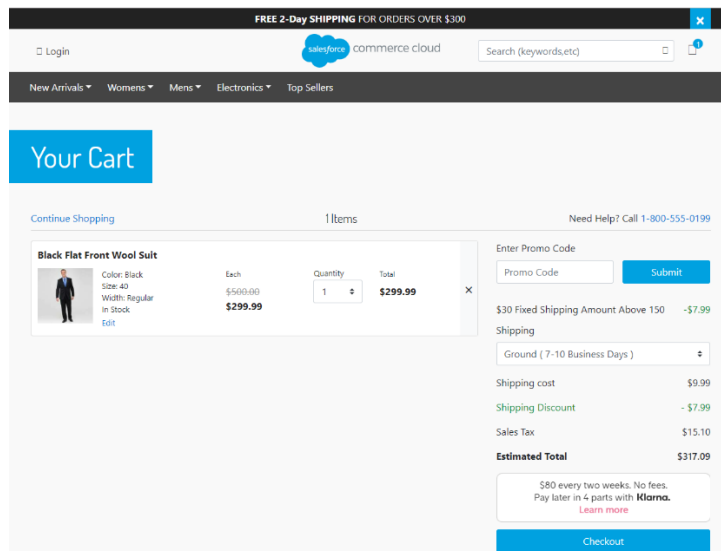 FREE 2-Day SHIPPING FOR ORDERS OVER $300
×
Login
salesforce commerce cloud
Search (keywords,etc)
1
New Arrivals
Womens
Mens
Electronics
Top Sellers
Your Cart
Continue Shopping
1 Items
Need Help? Call 1-800-555-0199
Black Flat Front Wool Suit
Color: Black
Size: 40
Width: Regular
In Stock
Edit
Each
$500.00
$299.99
Quantity
1
Total
$299.99
×
Enter Promo Code
Promo Code
Submit
$30 Fixed Shipping Amount Above 150 -$7.99
Shipping
Ground ( 7-10 Business Days )
Shipping cost $9.99
Shipping Discount - $7.99
Sales Tax $15.10
Estimated Total $317.09
$80 every two weeks. No fees.
Pay later in 4 parts with Klarna.
Learn more
Checkout